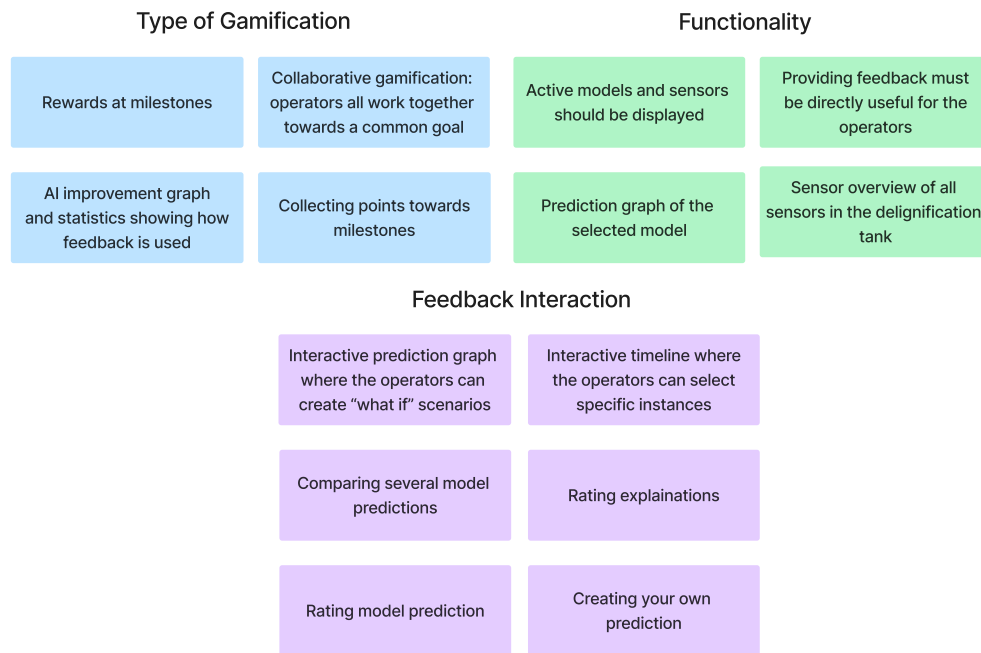 Type of Gamification
Rewards at milestones
Collaborative gamification:
operators all work together
towards a common goal
AI improvement graph
and statistics showing how
feedback is used
Collecting points towards
milestones
Functionality
Active models and sensors
should be displayed
Providing feedback must
be directly useful for the
operators
Prediction graph of the
selected model
Sensor overview of all
sensors in the delignification
tank
Feedback Interaction
Interactive prediction graph
where the operators can
create “what if” scenarios
Interactive timeline where
the operators can select
specific instances
Comparing several model
predictions
Rating explainations
Rating model prediction
Creating your own
prediction